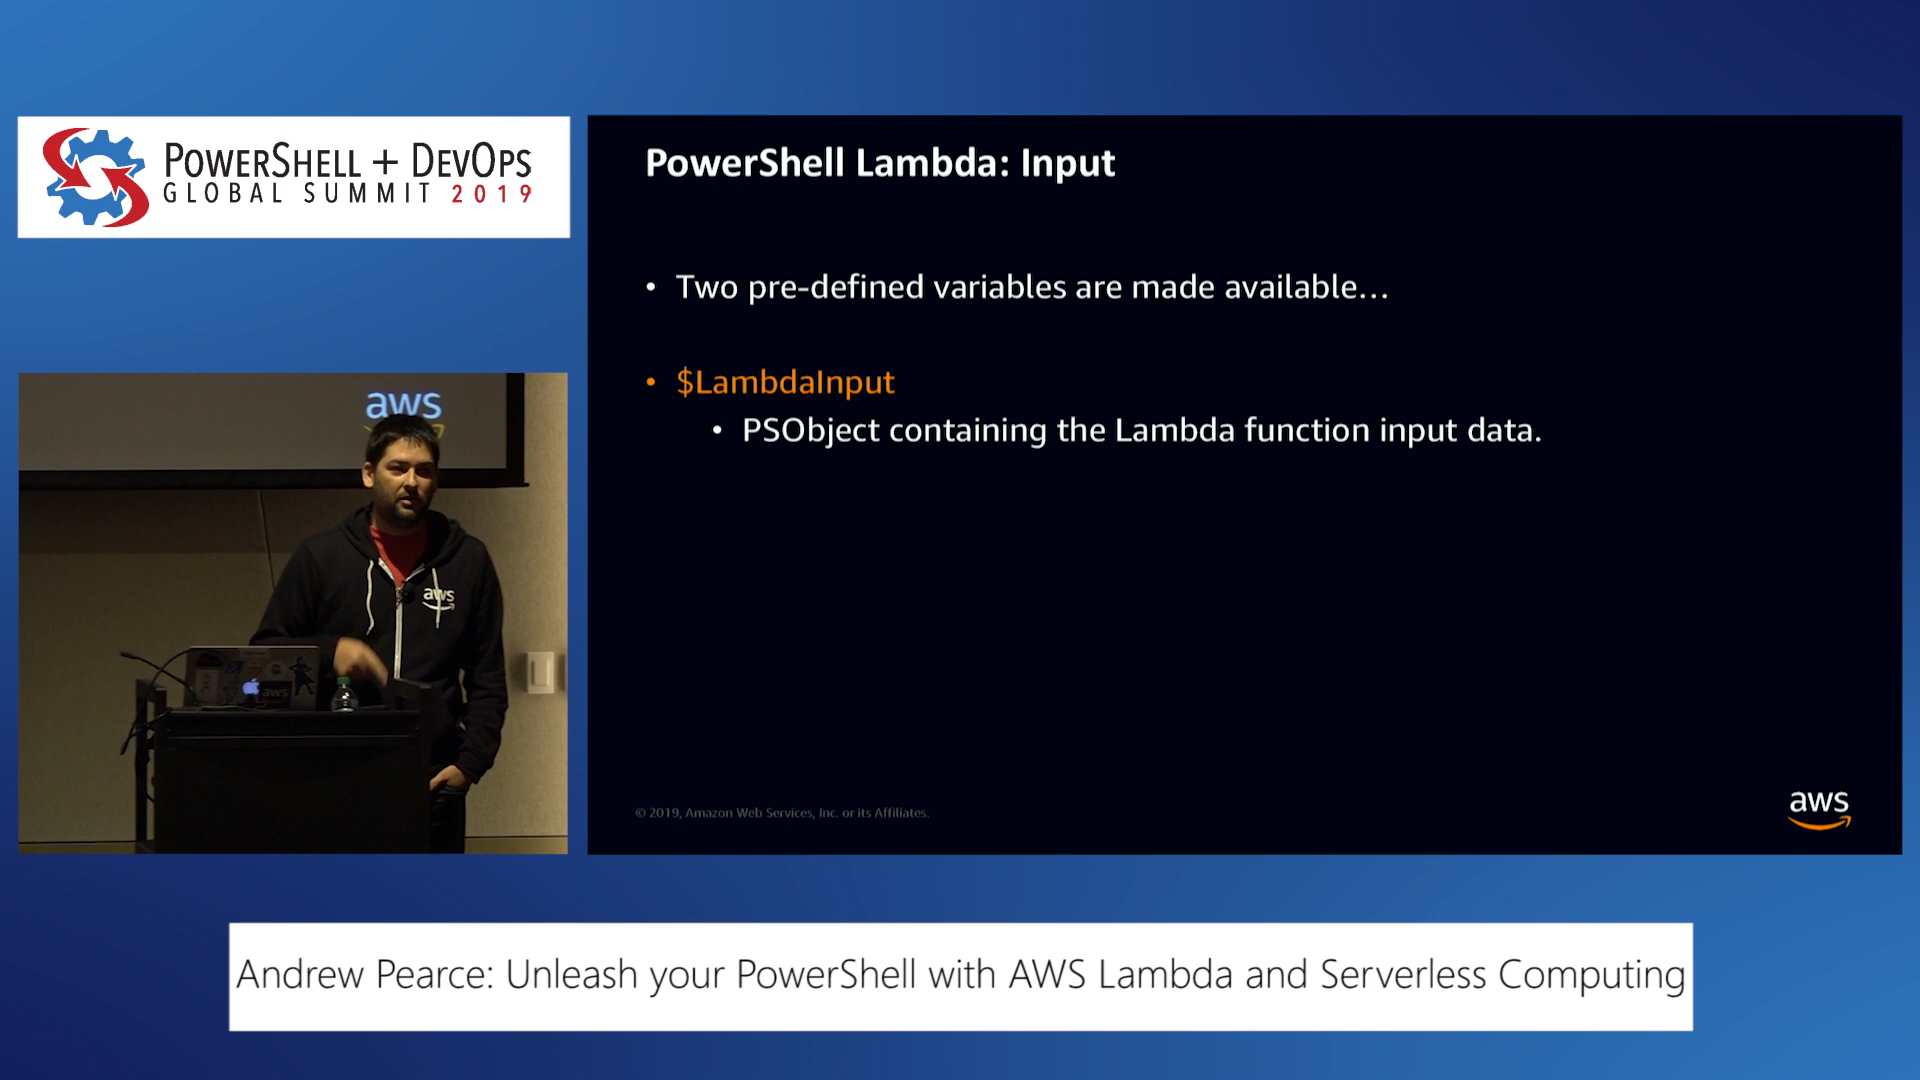 POWERSHELL + DEVOPS
GLOBAL SUMMIT 2019
PowerShell Lambda: Input
• Two pre-defined variables are made available...
• $LambdaInput
• PSObject containing the Lambda function input data.
aws
aws
aws
© 2019, Amazon Web Services, Inc. or its Affiliates.
aws
Andrew Pearce: Unleash your PowerShell with AWS Lambda and Serverless Computing